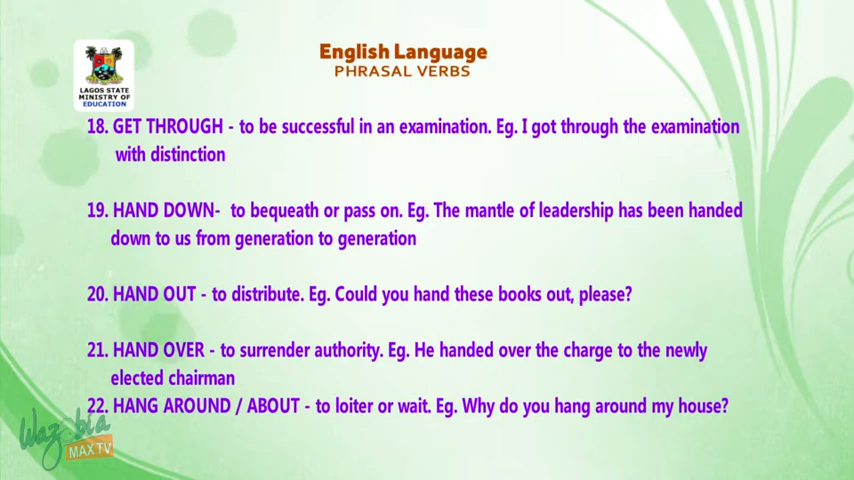 English Language
PHRASAL VERBS
LAGOS STATE
MINISTRY OF
EDUCATION
18. GET THROUGH - to be successful in an examination. Eg. I got through the examination
with distinction
19. HAND DOWN- to bequeath or pass on. Eg. The mantle of leadership has been handed
down to us from generation to generation
20. HAND OUT - to distribute. Eg. Could you hand these books out, please?
21. HAND OVER - to surrender authority. Eg. He handed over the charge to the newly
elected chairman
22. HANG AROUND / ABOUT - to loiter or wait. Eg. Why do you hang around my house?
Wazobia
MAX TV